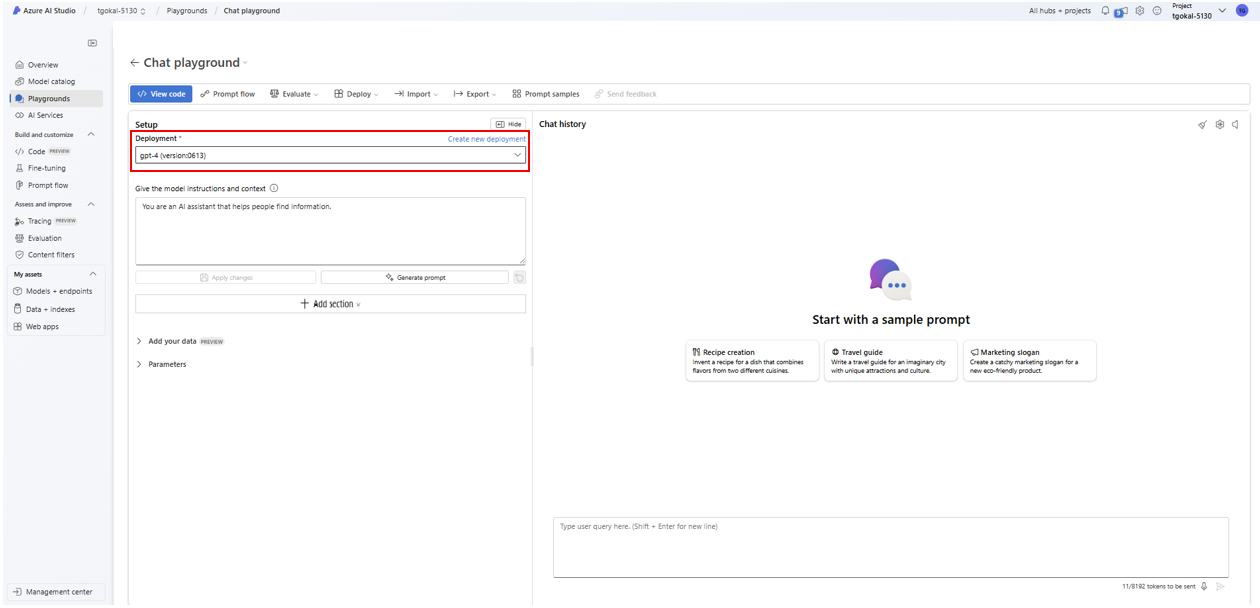 Azure AI Studio / tgokal-5130 / Playgrounds / Chat playground
All hubs + projects
9
Project
tgokal-5130
TG
Overview
Model catalog
Playgrounds
AI Services
Build and customize
Code PREVIEW
Fine-tuning
Prompt flow
Assess and improve
Tracing PREVIEW
Evaluation
Content filters
My assets
Models + endpoints
Data + indexes
Web apps
Management center
Chat playground
View code
Prompt flow
Evaluate
Deploy
Import
Export
Prompt samples
Send feedback
Setup
Hide
Deployment *
Create new deployment
gpt-4 (version:0613)
Give the model instructions and context
You are an AI assistant that helps people find information.
Apply changes
Generate prompt
Add section
Add your data PREVIEW
Parameters
Chat history
Start with a sample prompt
Recipe creation
Invent a recipe for a dish that combines
flavors from two different cuisines.
Travel guide
Write a travel guide for an imaginary city
with unique attractions and culture.
Marketing slogan
Create a catchy marketing slogan for a
new eco-friendly product.
Type user query here. (Shift + Enter for new line)
11/8192 tokens to be sent